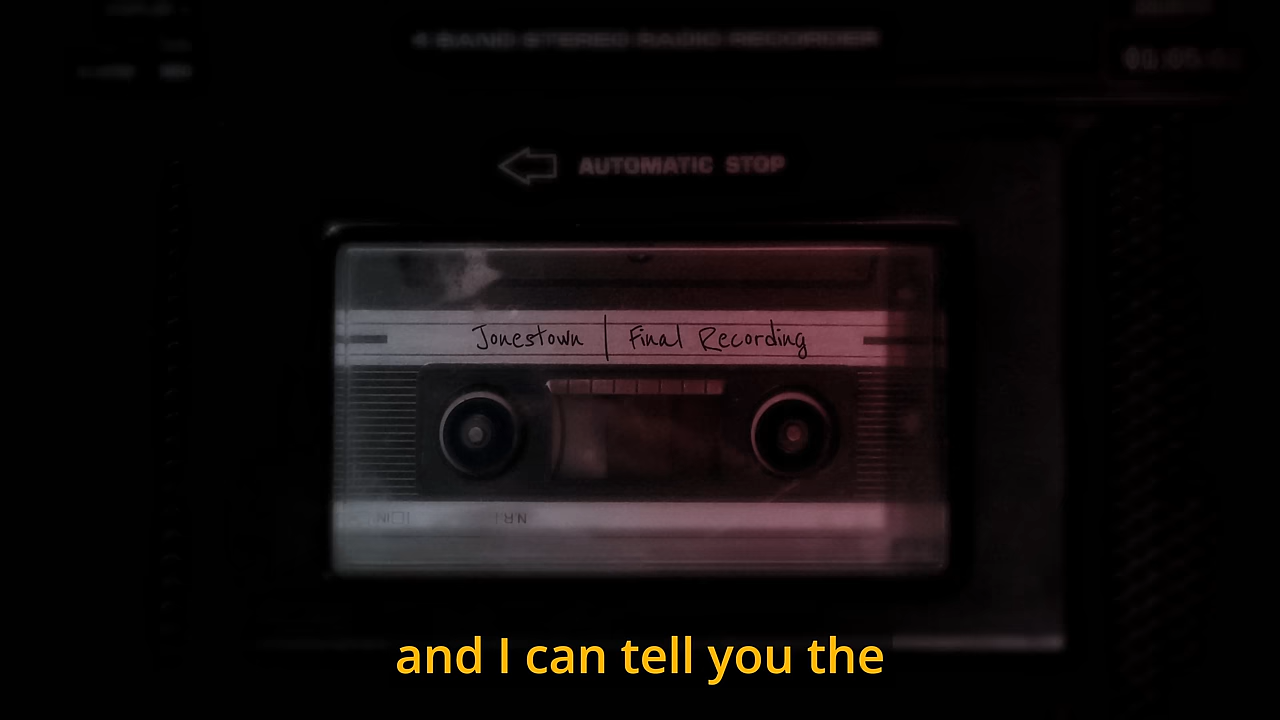 4 BAND STEREO RADIO RECORDER
AUTOMATIC STOP
Jonestown | Final Recording
and I can tell you the